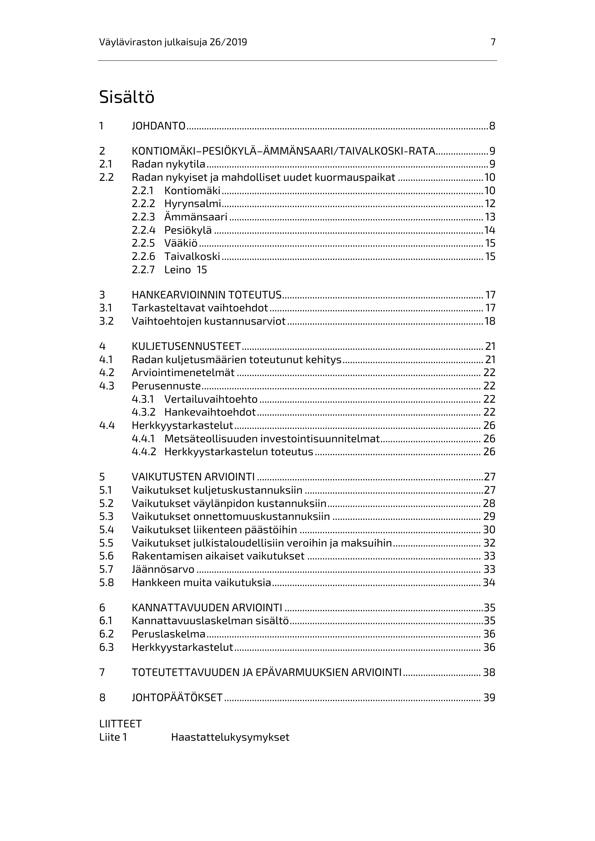 Väyläviraston julkaisuja 26/2019 7
Sisältö
1 JOHDANTO....................................................................................................8
2 KONTIOMÄKI–PESIÖKYLÄ–ÄMMÄNSAARI/TAIVALKOSKI-RATA..................9
2.1 Radan nykytila..............................................................................................9
2.2 Radan nykyiset ja mahdolliset uudet kuormauspaikat ............................10
2.2.1 Kontiomäki.......................................................................................10
2.2.2 Hyrynsalmi.......................................................................................12
2.2.3 Ämmänsaari ....................................................................................13
2.2.4 Pesiökylä .........................................................................................14
2.2.5 Vääkiö..............................................................................................15
2.2.6 Taivalkoski.......................................................................................15
2.2.7 Leino 15
3 HANKEARVIOINNIN TOTEUTUS...................................................................17
3.1 Tarkasteltavat vaihtoehdot.......................................................................17
3.2 Vaihtoehtojen kustannusarviot.................................................................18
4 KULJETUSENNUSTEET................................................................................21
4.1 Radan kuljetusmäärien toteutunut kehitys...............................................21
4.2 Arviointimenetelmät .................................................................................22
4.3 Perusennuste............................................................................................22
4.3.1 Vertailuvaihtoehto ..........................................................................22
4.3.2 Hankevaihtoehdot...........................................................................22
4.4 Herkkyystarkastelut..................................................................................26
4.4.1 Metsäteollisuuden investointisuunnitelmat..................................26
4.4.2 Herkkyystarkastelun toteutus........................................................26
5 VAIKUTUSTEN ARVIOINTI ...........................................................................27
5.1 Vaikutukset kuljetuskustannuksiin ...........................................................27
5.2 Vaikutukset väylänpidon kustannuksiin....................................................28
5.3 Vaikutukset onnettomuuskustannuksiin ..................................................29
5.4 Vaikutukset liikenteen päästöihin .............................................................30
5.5 Vaikutukset julkistaloudellisiin veroihin ja maksuihin..............................32
5.6 Rakentamisen aikaiset vaikutukset ..........................................................33
5.7 Jäännösarvo ..............................................................................................33
5.8 Hankkeen muita vaikutuksia......................................................................34
6 KANNATTAVUUDEN ARVIOINTI ..................................................................35
6.1 Kannattavuuslaskelman sisältö................................................................35
6.2 Peruslaskelma...........................................................................................36
6.3 Herkkyystarkastelut..................................................................................36
7 TOTEUTETTAVUUDEN JA EPÄVARMUUKSIEN ARVIOINTI..........................38
8 JOHTOPÄÄTÖKSET ......................................................................................39
LIITTEET
Liite 1 Haastattelukysymykset